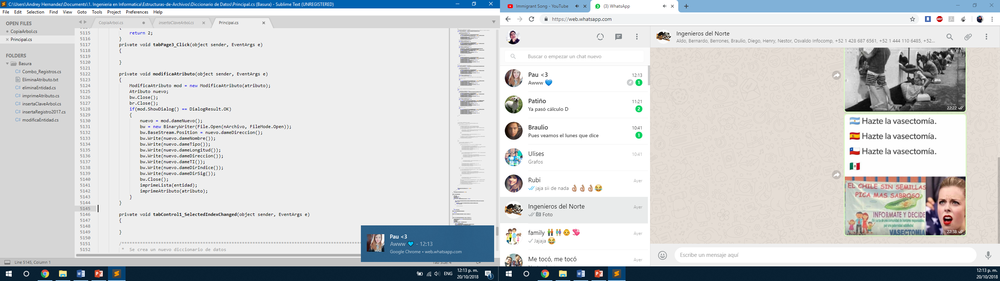 C:\Users\Andrey Hernandez\Documents\1. Ingenieria en Informatica\Estructuras-de-Archivos\Diccionario de Datos\Principal.cs (Basura) - Sublime Text (UNREGISTERED)
File Edit Selection Find View Goto Tools Project Preferences Help
OPEN FILES
CopiaArbol.cs
Principal.cs
FOLDERS
Basura
Combo_Registros.cs
EliminaAtributo.txt
eliminaEntidad.cs
imprimeAtributo.cs
insertaClaveArbol.cs
insertaRegistro2017.cs
modificaEntidad.cs
CopiaArbol.cs insertaClaveArbol.cs Principal.cs
5115 return 2;
5116 }
5117 private void tabPage3_Click(object sender, EventArgs e)
5118 {
5119
5120 }
5121
5122 private void modificaAtributo(object sender, EventArgs e)
5123 {
5124 ModificaAtributo mod = new ModificaAtributo(atributo);
5125 Atributo nuevo;
5126 bw.Close();
5127 br.Close();
5128 if(mod.ShowDialog() == DialogResult.OK)
5129 {
5130 nuevo = mod.dameNuevo();
5131 bw = new BinaryWriter(File.Open(nArchivo, FileMode.Open));
5132 bw.BaseStream.Position = nuevo.dameDireccion();
5133 bw.Write(nuevo.dameNombre());
5134 bw.Write(nuevo.dameTipo());
5135 bw.Write(nuevo.dameLongitud());
5136 bw.Write(nuevo.dameDireccion());
5137 bw.Write(nuevo.dameTI());
5138 bw.Write(nuevo.dameDirIndice());
5139 bw.Write(nuevo.dameDirSig());
5140 bw.Close();
5141 imprimeLista(entidad);
5142 imprimeAtributo(atributo);
5143 }
5144 }
5145
5146 private void tabControl1_SelectedIndexChanged(object sender, EventArgs e)
5147 {
5148
5149 }
5150
5151
5152 * Se crea un nuevo diccionario de datos
Line 5145, Column 1
Pau <3
Awww 💙 - 12:13
Google Chrome • web.whatsapp.com
ENG
12:13 p. m.
20/10/2018
1
Immigrant Song - YouTube
(3) WhatsApp
https://web.whatsapp.com
ABP
Buscar o empezar un chat nuevo
Pau <3 12:13
Awww 💙 1
Patiño 11:21
Ya pasó cálculo D 2
Braulio 10:41
Pues veamos el lunes que dice 1
Ulises 10:41
Grafos
Rubi Ayer
jaja sii de nada 👌🏽👌🏽👌🏽😂
Ingenieros del Norte Ayer
Foto
family 👫👬👴💞 Ayer
Jajaja 😂
Me tocó, me tocó Ayer
Ingenieros del Norte
Aldo, Bernardo, Berrones, Braulio, Diego, Henry, Nestor, Osvaldo Infocomp, +52 1 428 687 6561, +52 1 444 110 6485, +52...
22:22
🇦🇷 Hazte la vasectomía.
🇪🇸 Hazte la vasectomía.
🇨🇱 Hazte la vasectomía.
🇲🇽
EL CHILE SIN SEMILLAS
PICA MAS SABROSO
INFORMATE Y DECIDE
Sé parte de una comunidad de hombres responsables,
por una paternidad satisfecha!
VASECTOMIA
22:38
Escribe un mensaje aquí
12:13 p. m.
20/10/2018